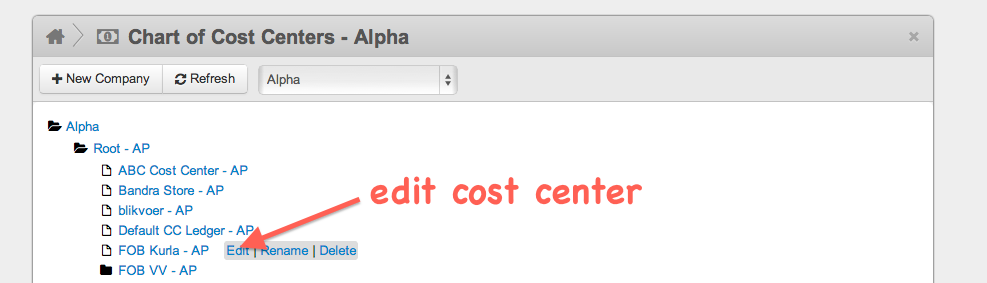 Chart of Cost Centers - Alpha ×
New Company Refresh Alpha
Alpha
Root - AP
ABC Cost Center - AP
Bandra Store - AP
edit cost center
blikvoer - AP
Default CC Ledger - AP
FOB Kurla - AP Edit | Rename | Delete
FOB VV - AP